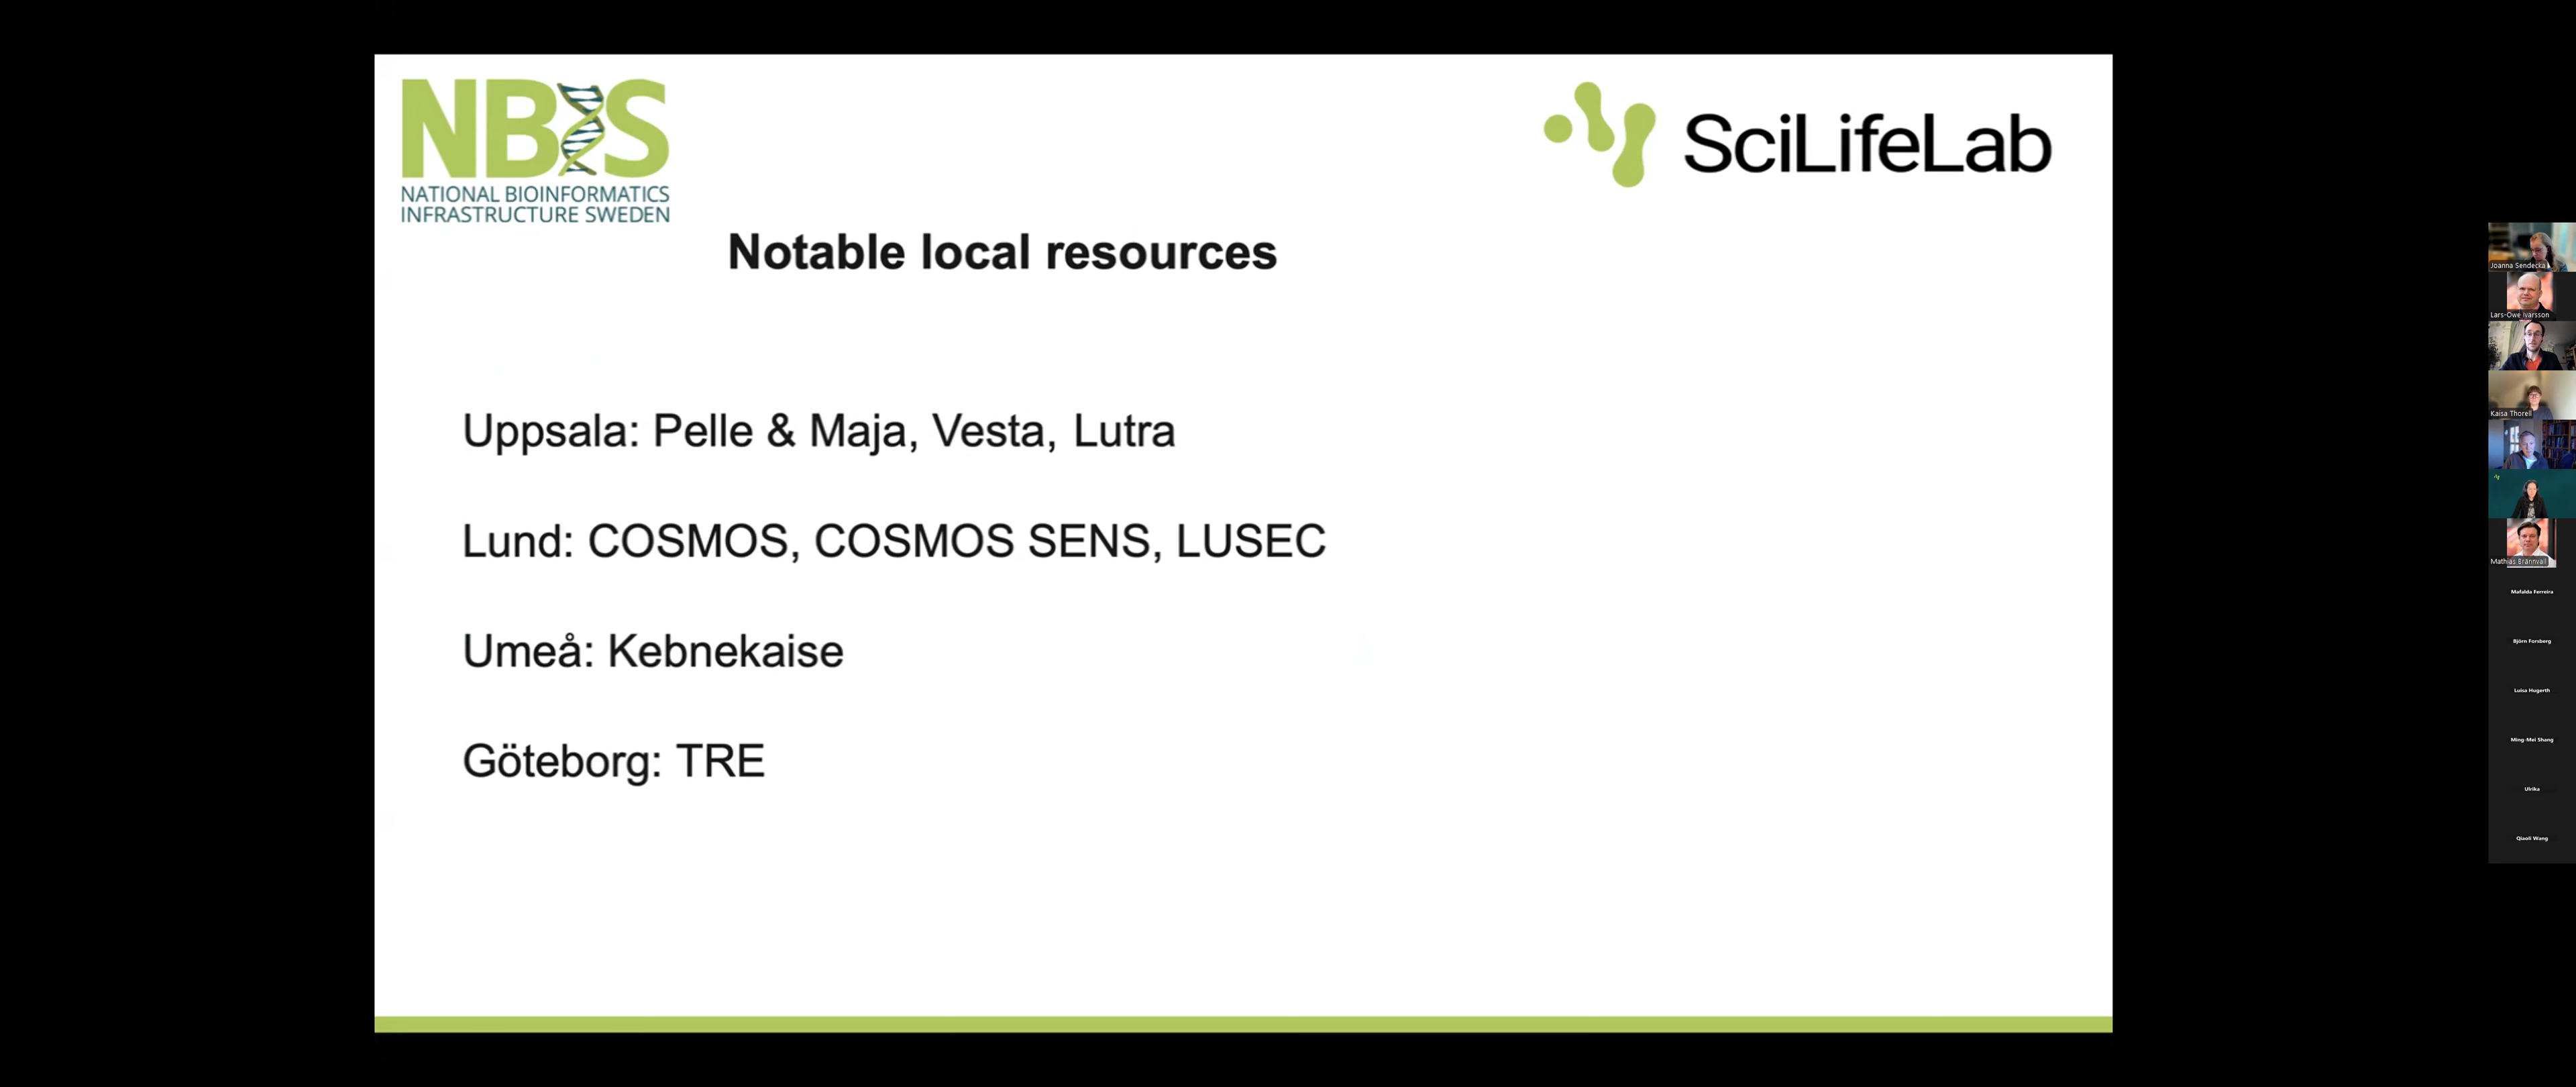 NBIS
NATIONAL BIOINFORMATICS
INFRASTRUCTURE SWEDEN
SciLifeLab
Notable local resources
Uppsala: Pelle & Maja, Vesta, Lutra
Lund: COSMOS, COSMOS SENS, LUSEC
Umeå: Kebnekaise
Göteborg: TRE
Joanna Sendecka
Lars-Owe Ivarsson
Kaisa Thorell
Mathias Brännvall
Mafalda Ferreira
Björn Forsberg
Luisa Hugerth
Ming-Mei Shang
Ulrika
Qiaoli Wang